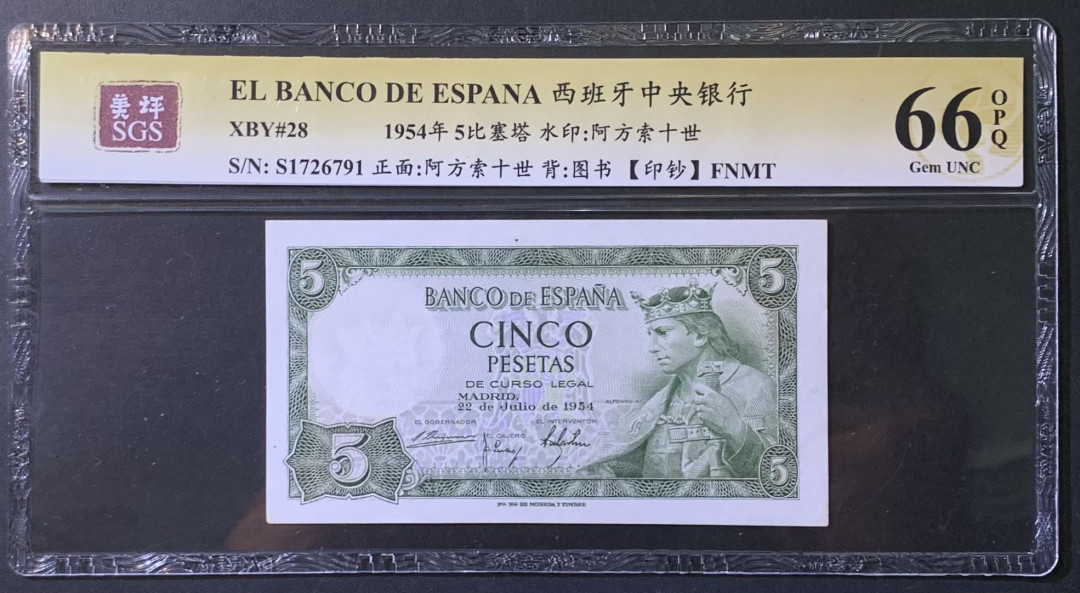 美评
SGS
EL BANCO DE ESPANA 西班牙中央银行
XBY#28 1954年 5比塞塔 水印:阿方索十世
S/N: S1726791 正面:阿方索十世 背:图书 【印钞】FNMT
66
OPQ
Gem UNC
5
5
BANCO DE ESPAÑA
CINCO
PESETAS
DE CURSO LEGAL
MADRID,
22 de Julio de 1954
ALFONSO X
EL GOBERNADOR
EL INTERVENTOR
EL CAJERO
5
5